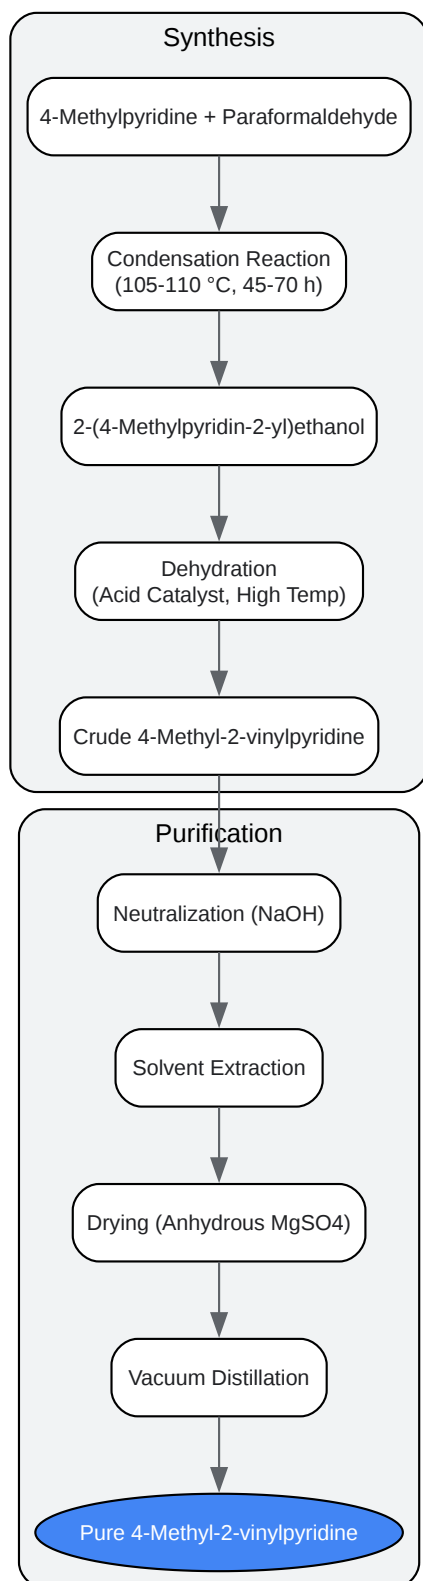 Synthesis
4-Methylpyridine + Paraformaldehyde
Condensation Reaction
(105-110 °C, 45-70 h)
2-(4-Methylpyridin-2-yl)ethanol
Dehydration
(Acid Catalyst, High Temp)
Crude 4-Methyl-2-vinylpyridine
Purification
Neutralization (NaOH)
Solvent Extraction
Drying (Anhydrous MgSO4)
Vacuum Distillation
Pure 4-Methyl-2-vinylpyridine